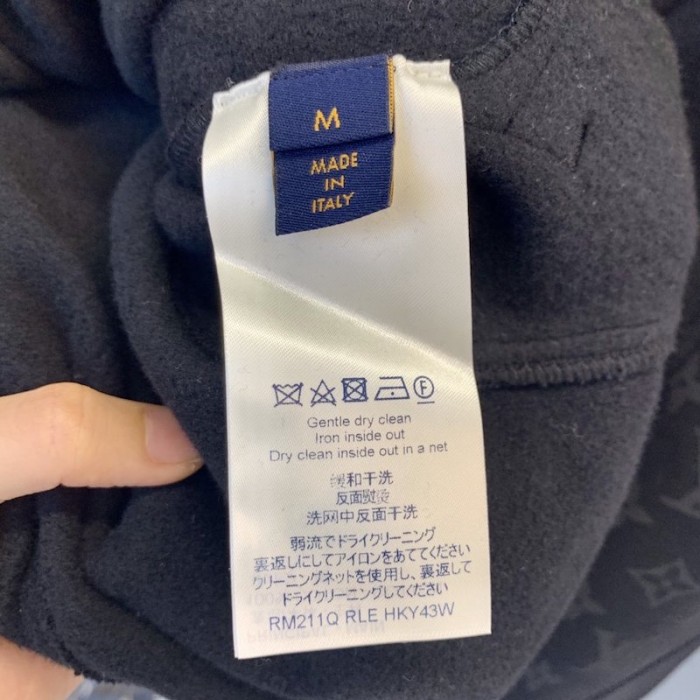 M
MADE
IN
ITALY
F
Gentle dry clean
Iron inside out
Dry clean inside out in a net
缓和干洗
反面熨烫
洗网中反面干洗
弱流でドライクリーニング
裏返しにしてアイロンをあててください
クリーニングネットを使用し、裏返して
ドライクリーニングしてください
RM211Q RLE HKY43W